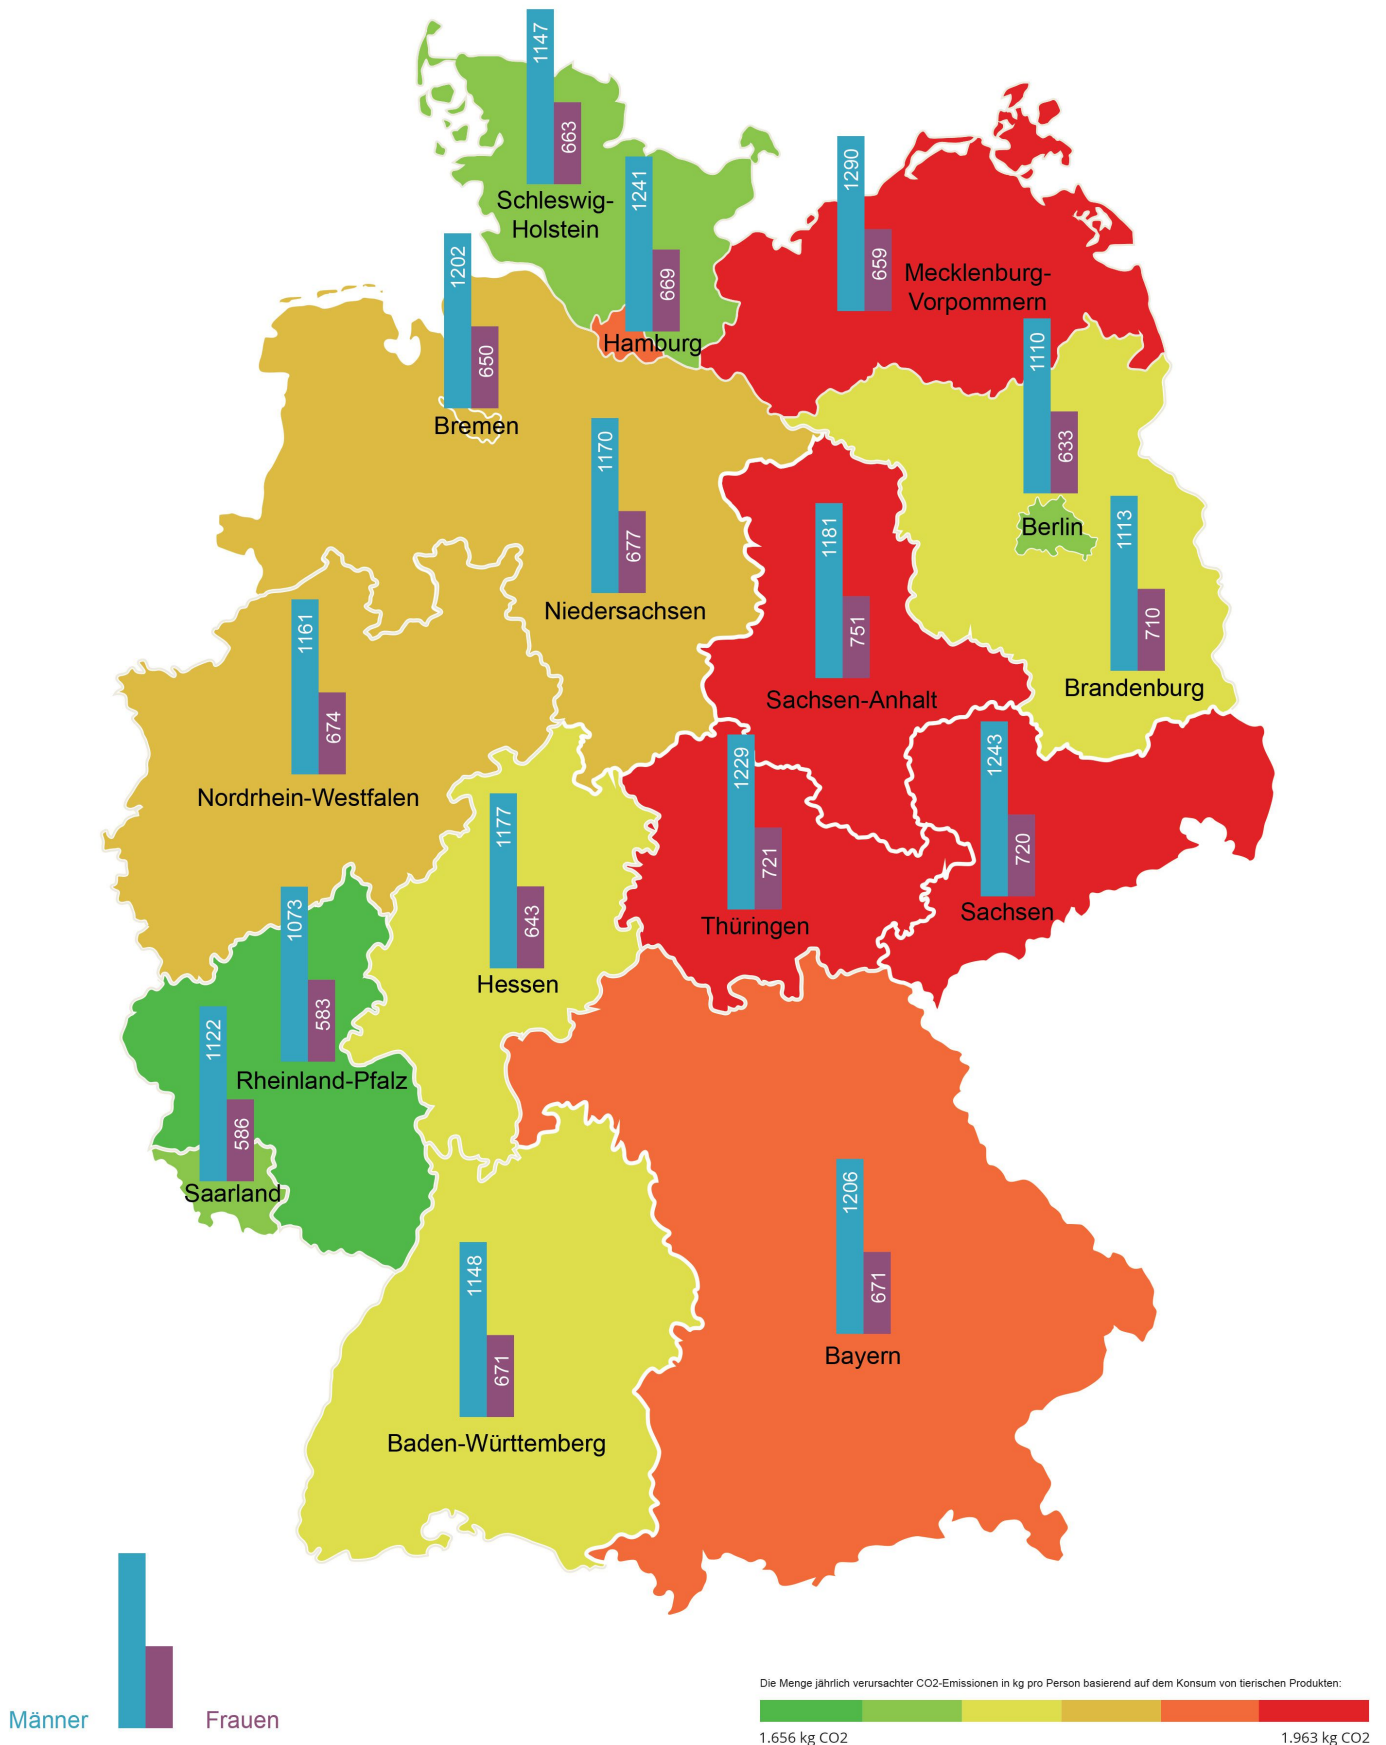 1147
663
Schleswig-
Holstein
1241
669
Hamburg
1290
659
Mecklenburg-
Vorpommern
1202
650
Bremen
1110
633
Berlin
1170
677
Niedersachsen
1181
751
Sachsen-Anhalt
1113
710
Brandenburg
1161
674
Nordrhein-Westfalen
1229
721
Thüringen
1243
720
Sachsen
1177
643
Hessen
1073
583
Rheinland-Pfalz
1122
586
Saarland
1206
671
Bayern
1148
671
Baden-Württemberg
Männer
Frauen
Die Menge jährlich verursachter CO2-Emissionen in kg pro Person basierend auf dem Konsum von tierischen Produkten:
1.656 kg CO2
1.963 kg CO2